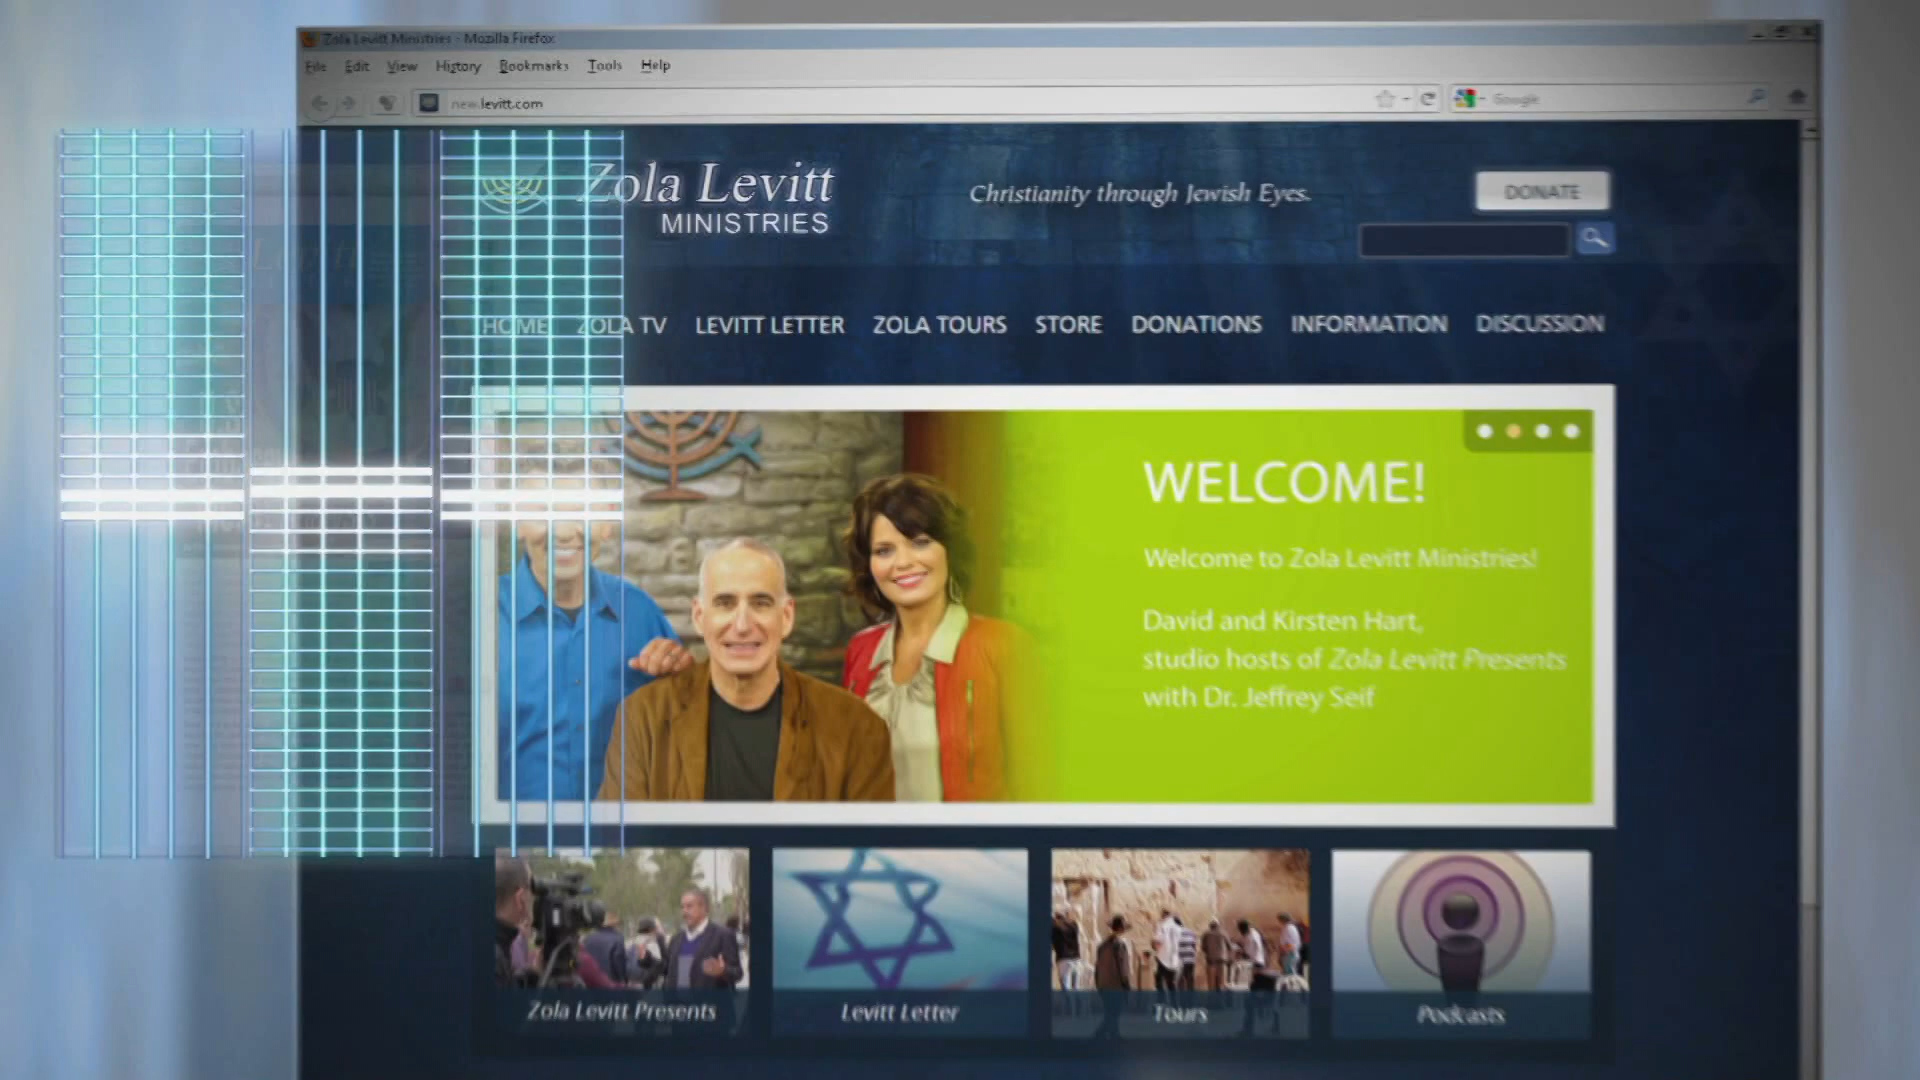 Zola Levitt Ministries - Mozilla Firefox
File Edit View History Bookmarks Tools Help
new.levitt.com
Google
Zola Levitt
MINISTRIES
Christianity through Jewish Eyes.
DONATE
HOME ZOLA TV LEVITT LETTER ZOLA TOURS STORE DONATIONS INFORMATION DISCUSSION
WELCOME!
Welcome to Zola Levitt Ministries!
David and Kirsten Hart,
studio hosts of Zola Levitt Presents
with Dr. Jeffrey Seif
Zola Levitt Presents
Levitt Letter
Tours
Podcasts